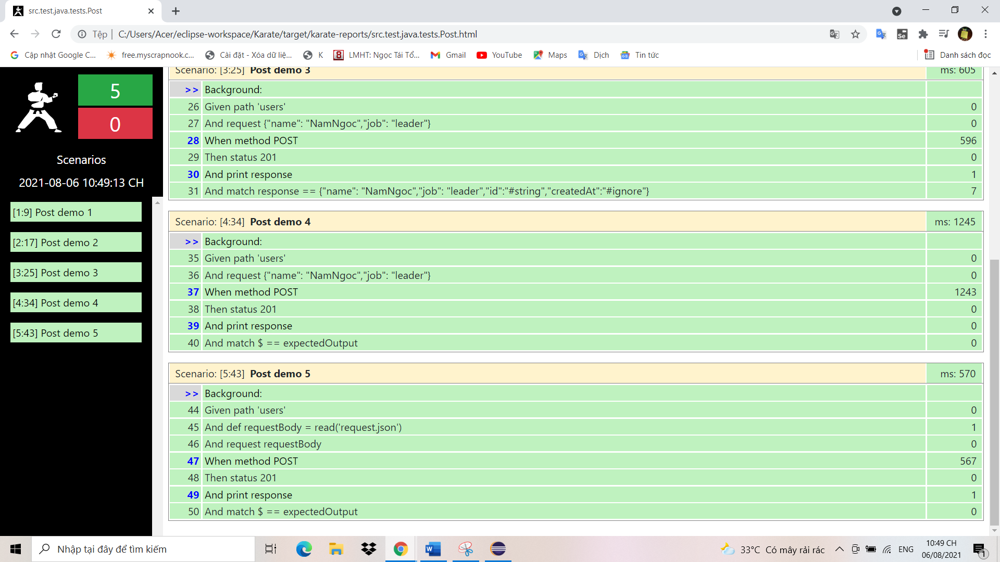 src.test.java.tests.Post
Tệp
C:/Users/Acer/eclipse-workspace/Karate/target/karate-reports/src.test.java.tests.Post.html
Cập nhật Google C...
free.myscrapnook.c...
Cài đặt - Xóa dữ liệ...
K
LMHT: Ngọc Tái Tổ...
Gmail
YouTube
Maps
Dịch
Tin tức
Danh sách đọc
5
0
Scenarios
2021-08-06 10:49:13 CH
[1:9] Post demo 1
[2:17] Post demo 2
[3:25] Post demo 3
[4:34] Post demo 4
[5:43] Post demo 5
Scenario: [3:25] Post demo 3 ms: 605
>> Background:
26 Given path 'users' 0
27 And request {"name": "NamNgoc","job": "leader"} 0
28 When method POST 596
29 Then status 201 0
30 And print response 1
31 And match response == {"name": "NamNgoc","job": "leader","id":"#string","createdAt":"#ignore"} 7
Scenario: [4:34] Post demo 4 ms: 1245
>> Background:
35 Given path 'users' 0
36 And request {"name": "NamNgoc","job": "leader"} 0
37 When method POST 1243
38 Then status 201 0
39 And print response 0
40 And match $ == expectedOutput 0
Scenario: [5:43] Post demo 5 ms: 570
>> Background:
44 Given path 'users' 0
45 And def requestBody = read('request.json') 1
46 And request requestBody 0
47 When method POST 567
48 Then status 201 0
49 And print response 1
50 And match $ == expectedOutput 0
Nhập tại đây để tìm kiếm
33°C Có mây rải rác
ENG
10:49 CH
06/08/2021
1